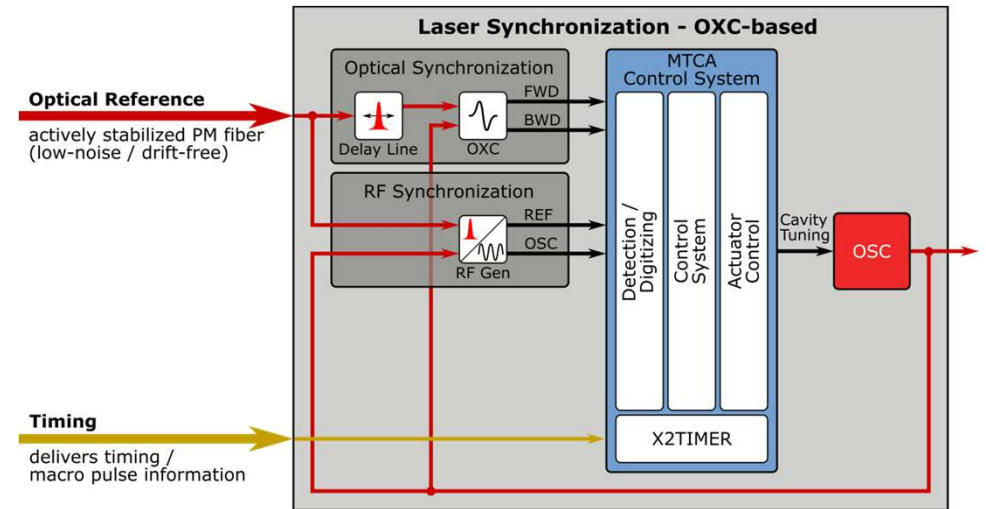 Laser Synchronization - OXC-based
Optical Synchronization
Delay Line
OXC
FWD
BWD
RF Synchronization
RF Gen
REF
OSC
MTCA
Control System
Detection /
Digitizing
Control
System
Actuator
Control
X2TIMER
Cavity
Tuning
OSC
Optical Reference
actively stabilized PM fiber
(low-noise / drift-free)
Timing
delivers timing /
macro pulse information